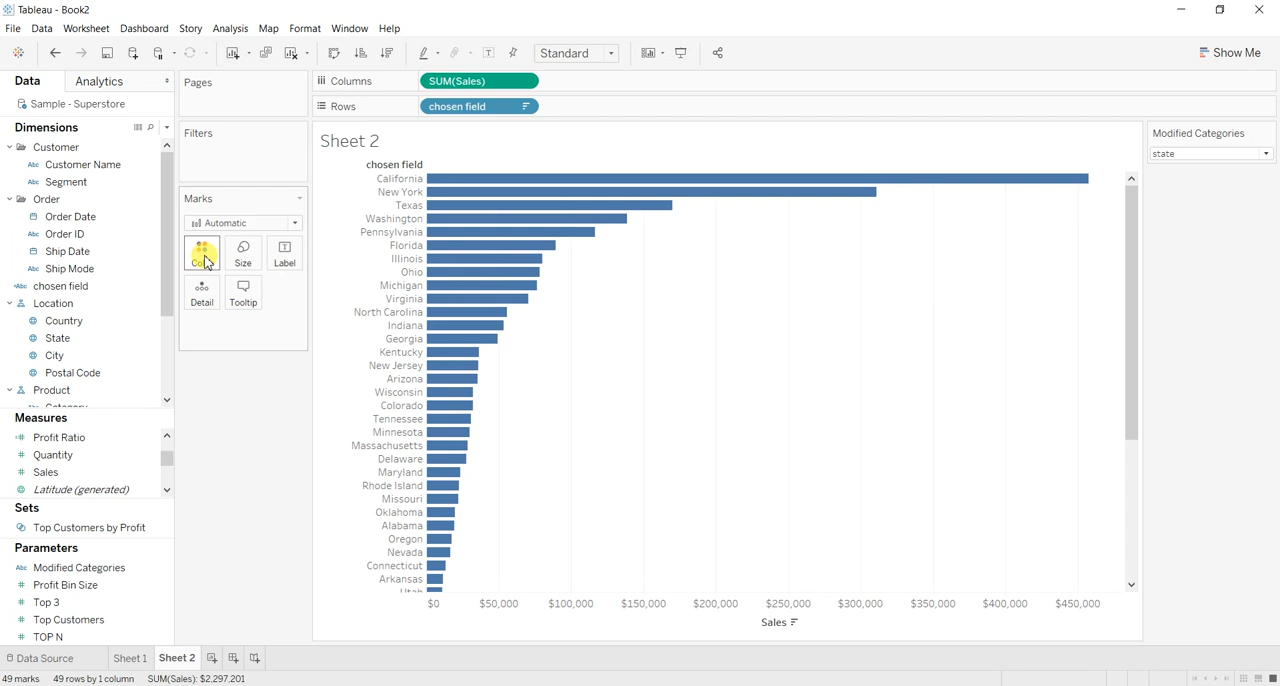 Tableau - Book2
File Data Worksheet Dashboard Story Analysis Map Format Window Help
Standard
Show Me
Data Analytics
Sample - Superstore
Dimensions
Customer
Abc Customer Name
Abc Segment
Order
Order Date
Abc Order ID
Ship Date
Abc Ship Mode
=Abc chosen field
Location
Country
State
City
Postal Code
Product
Measures
=# Profit Ratio
# Quantity
# Sales
Latitude (generated)
Sets
Top Customers by Profit
Parameters
Abc Modified Categories
# Profit Bin Size
# Top 3
# Top Customers
# TOP N
Pages
Filters
Marks
Automatic
Size
Label
Detail
Tooltip
Columns SUM(Sales)
Rows chosen field
Sheet 2
chosen field
California
New York
Texas
Washington
Pennsylvania
Florida
Illinois
Ohio
Michigan
Virginia
North Carolina
Indiana
Georgia
Kentucky
New Jersey
Arizona
Wisconsin
Colorado
Tennessee
Minnesota
Massachusetts
Delaware
Maryland
Rhode Island
Missouri
Oklahoma
Alabama
Oregon
Nevada
Connecticut
Arkansas
Utah
$0 $50,000 $100,000 $150,000 $200,000 $250,000 $300,000 $350,000 $400,000 $450,000
Sales
Modified Categories
state
Data Source Sheet 1 Sheet 2
49 marks 49 rows by 1 column SUM(Sales): $2,297,201